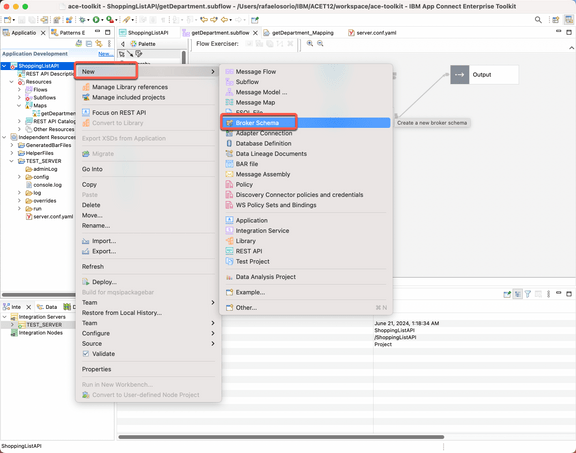 ace-toolkit - ShoppingListAPI/getDepartment.subflow - /Users/rafaelosorio/IBM/ACET12/workspace/ace-toolkit - IBM App Connect Enterprise Toolkit
Applicatio
Patterns E
ShoppingListAPI
getDepartment.subflow
getDepartment_Mapping
server.conf.yaml
Application Development
New...
Palette
Flow Exerciser:
ShoppingListAPI
REST API Descriptio
Resources
Flows
Subflows
Maps
getDepart
REST API Catalog
Other Resources
Independent Resources
GeneratedBarFiles
HelperFiles
TEST_SERVER
adminLog
config
console.log
log
overrides
run
server.conf.yaml
New
Manage Library references
Manage included projects
Focus on REST API
Convert to Library
Export XSDs from Application
Migrate
Go Into
Copy
Paste
Delete
Move...
Rename...
Import...
Export...
Refresh
Deploy...
Build for mqsipackagebar
Team
Restore from Local History...
Team
Configure
Source
Validate
Properties
Run in New Workbench...
Convert to User-defined Node Project
Message Flow
Subflow
Message Model ...
Message Map
ESQL File
Broker Schema
Adapter Connection
Database Definition
Data Lineage Documents
BAR file
Message Assembly
Policy
Discovery Connector policies and credentials
WS Policy Sets and Bindings
Application
Integration Service
Library
REST API
Test Project
Data Analysis Project
Example...
Other...
⌘ N
Output
Create a new broker schema
Inte
Data
Integration Servers
TEST_SERVER
Integration Nodes
June 21, 2024, 1:18:34 AM
ShoppingListAPI
/ShoppingListAPI
Project
ShoppingListAPI